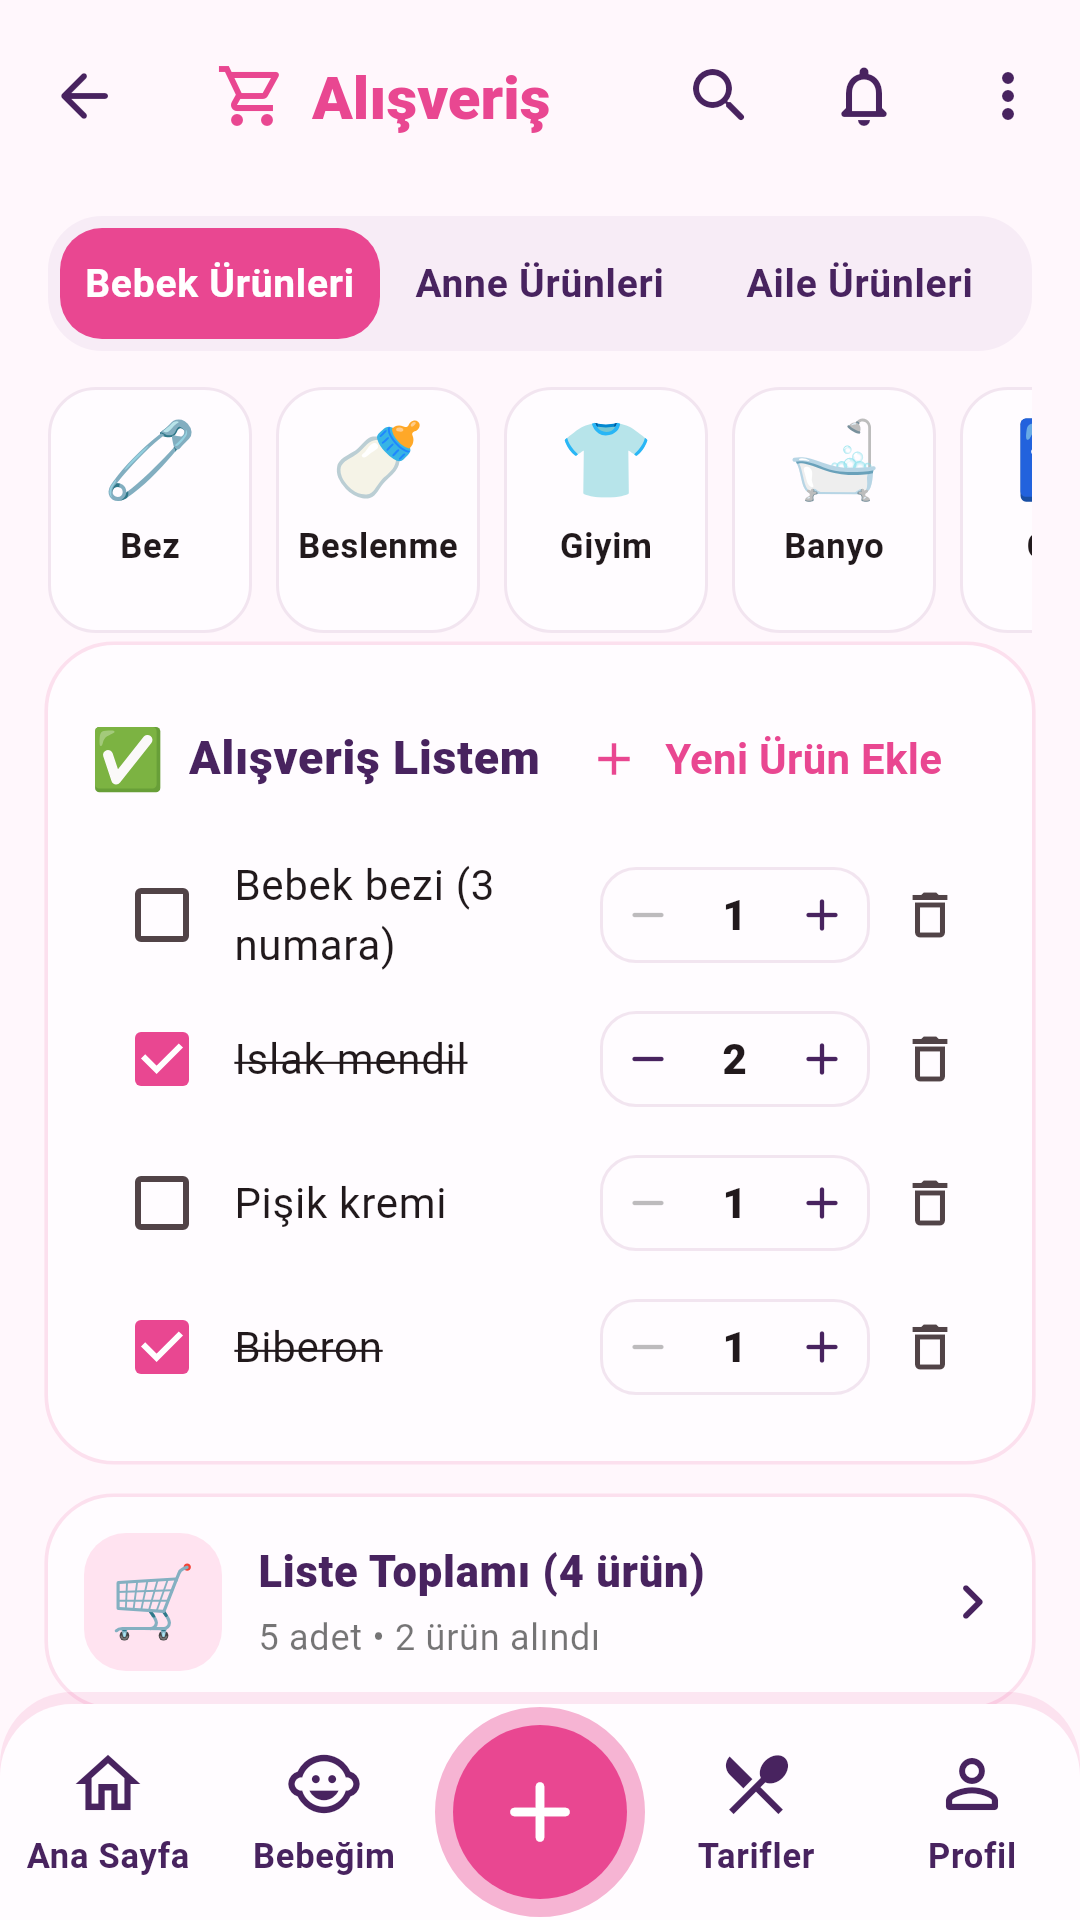 Alışveriş
Bebek Ürünleri Anne Ürünleri Aile Ürünleri
Bez Beslenme Giyim Banyo
Alışveriş Listem + Yeni Ürün Ekle
Bebek bezi (3
numara) − 1 +
Islak mendil − 2 +
Pişik kremi − 1 +
Biberon − 1 +
Liste Toplamı (4 ürün)
5 adet • 2 ürün alındı
Ana Sayfa Bebeğim Tarifler Profil